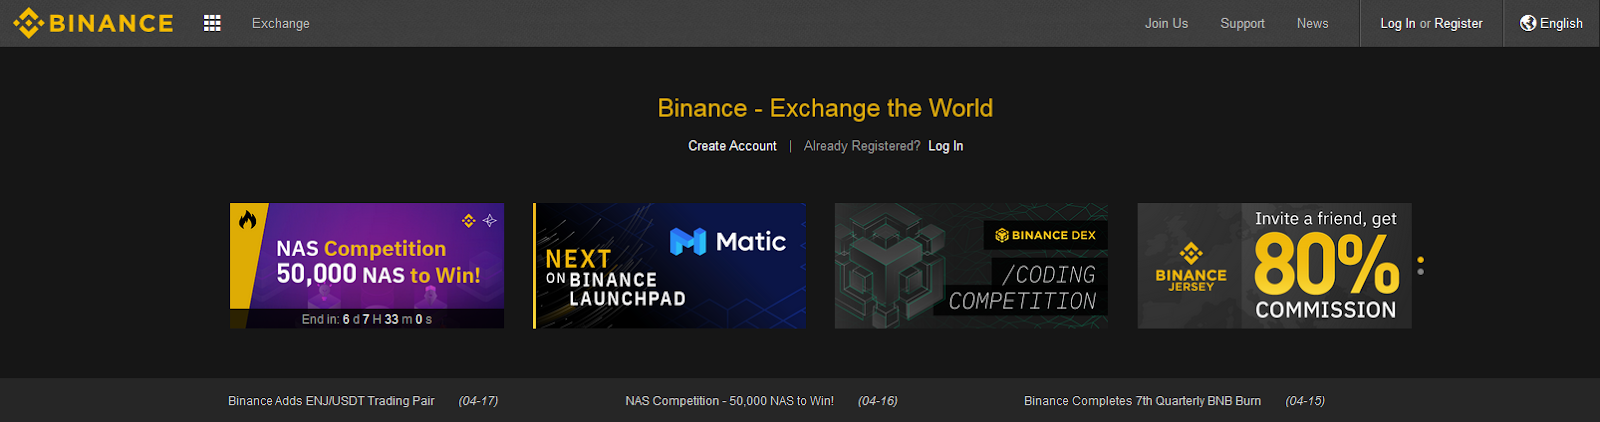 BINANCE
Exchange
Join Us
Support
News
Log In or Register
English
Binance - Exchange the World
Create Account | Already Registered? Log In
NAS Competition
50,000 NAS to Win!
End in: 6 d 7 H 33 m 0 s
Matic
NEXT
ON BINANCE
LAUNCHPAD
BINANCE DEX
/CODING
COMPETITION
BINANCE
JERSEY
Invite a friend, get
80%
COMMISSION
Binance Adds ENJ/USDT Trading Pair (04-17)
NAS Competition - 50,000 NAS to Win! (04-16)
Binance Completes 7th Quarterly BNB Burn (04-15)